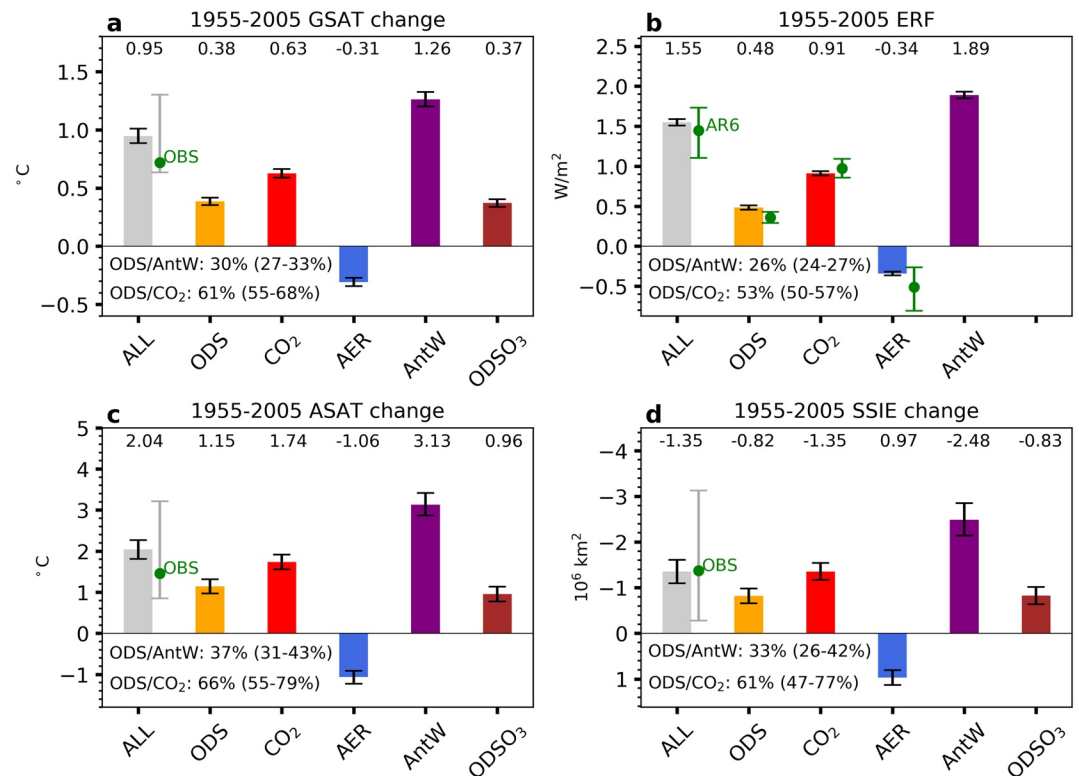 a 1955-2005 GSAT change
0.95 0.38 0.63 -0.31 1.26 0.37
1.5
1.0
0.5
0.0
−0.5
°C
OBS
ODS/AntW: 30% (27-33%)
ODS/CO₂: 61% (55-68%)
ALL ODS CO₂ AER AntW ODSO₃
b 1955-2005 ERF
1.55 0.48 0.91 -0.34 1.89
2.5
2.0
1.5
1.0
0.5
0.0
−0.5
W/m²
AR6
ODS/AntW: 26% (24-27%)
ODS/CO₂: 53% (50-57%)
ALL ODS CO₂ AER AntW
c 1955-2005 ASAT change
2.04 1.15 1.74 -1.06 3.13 0.96
5
4
3
2
1
0
−1
°C
OBS
ODS/AntW: 37% (31-43%)
ODS/CO₂: 66% (55-79%)
ALL ODS CO₂ AER AntW ODSO₃
d 1955-2005 SSIE change
-1.35 -0.82 -1.35 0.97 -2.48 -0.83
−4
−3
−2
−1
0
1
10⁶ km²
OBS
ODS/AntW: 33% (26-42%)
ODS/CO₂: 61% (47-77%)
ALL ODS CO₂ AER AntW ODSO₃